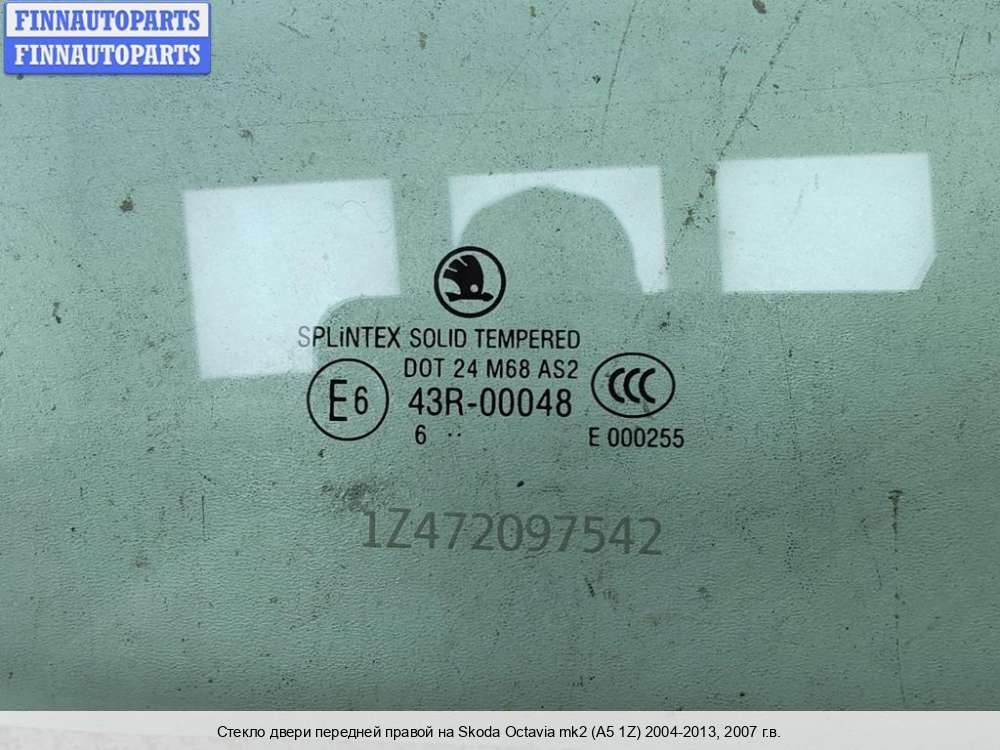 FINNAUTOPARTS
FINNAUTOPARTS
SPLiNTEX SOLID TEMPERED
DOT 24 M68 AS2
E6
43R-00048
CCC
6 ··
E 000255
1Z472097542
Стекло двери передней правой на Skoda Octavia mk2 (A5 1Z) 2004-2013, 2007 г.в.